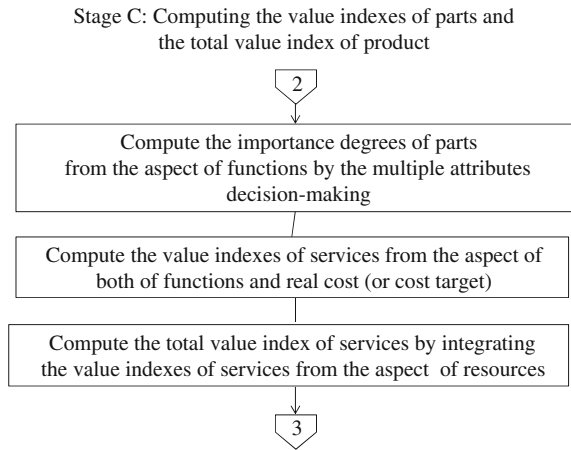 Stage C: Computing the value indexes of parts and
the total value index of product
2
Compute the importance degrees of parts
from the aspect of functions by the multiple attributes
decision-making
Compute the value indexes of services from the aspect of
both of functions and real cost (or cost target)
Compute the total value index of services by integrating
the value indexes of services from the aspect of resources
3